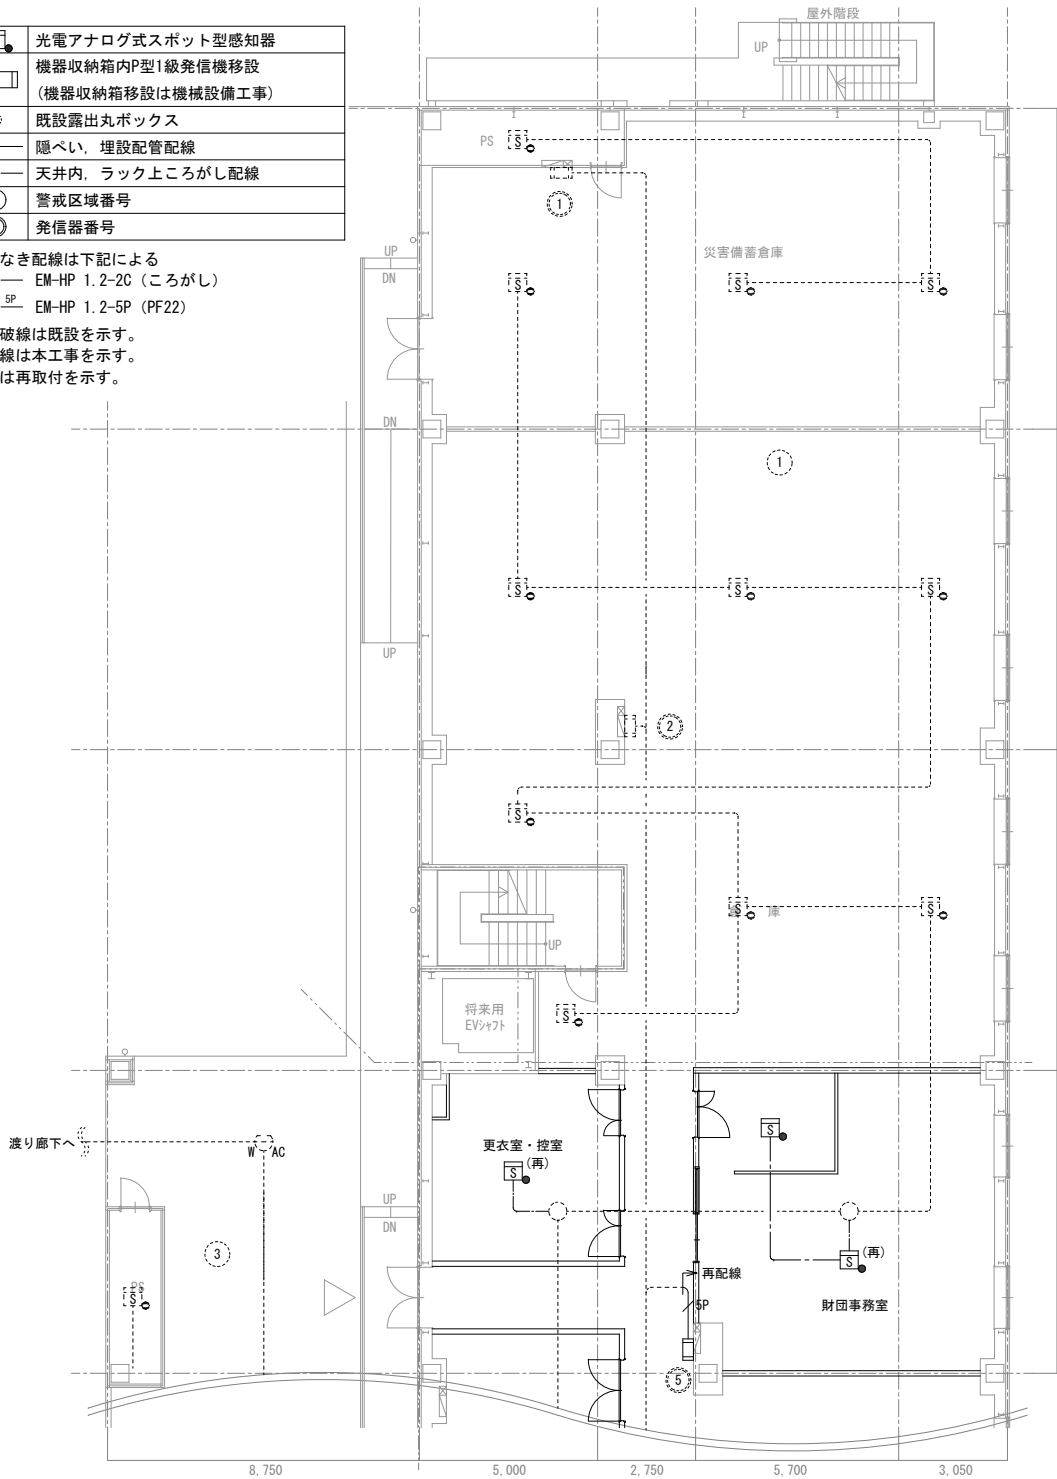 光電アナログ式スポット型感知器
機器収納箱内P型1級発信機移設
(機器収納箱移設は機械設備工事)
既設露出丸ボックス
隠ぺい，埋設配管配線
天井内，ラック上ころがし配線
警戒区域番号
発信器番号
なき配線は下記による
EM-HP 1.2-2C（ころがし）
5P EM-HP 1.2-5P（PF22）
破線は既設を示す。
線は本工事を示す。
は再取付を示す。
屋外階段
UP
PS
S
1
災害備蓄倉庫
UP
DN
S
S
S
DN
1
S
S
S
UP
2
S
S
庫
S
UP
将来用
EVシャフト
S
渡り廊下へ
W
AC
更衣室・控室
S
(再)
S
UP
DN
3
S
(再)
再配線
PS
S
5P
財団事務室
5
8,750
5,000
2,750
5,700
3,050